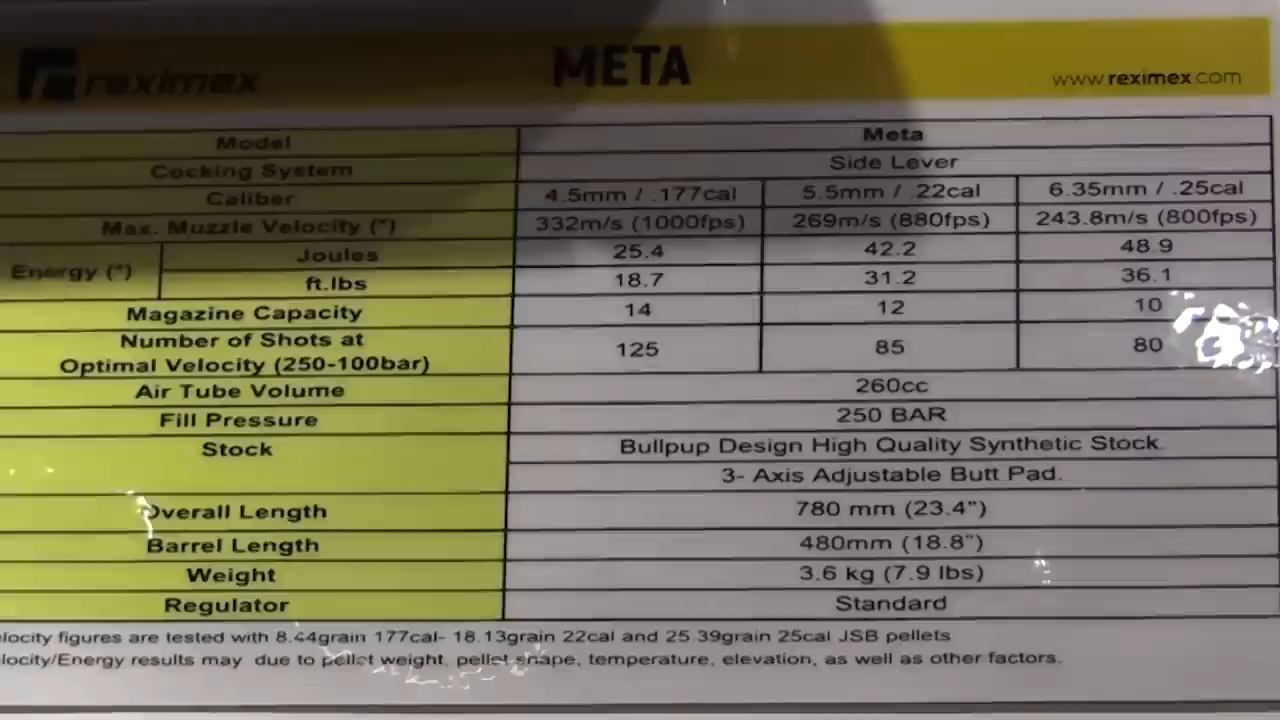 reximex META www.reximex.com
Model Meta
Cocking System Side Lever
Caliber 4.5mm / .177cal 5.5mm / .22cal 6.35mm / .25cal
Max. Muzzle Velocity (*) 332m/s (1000fps) 269m/s (880fps) 243.8m/s (800fps)
Energy (*) Joules 25.4 42.2 48.9
ft.lbs 18.7 31.2 36.1
Magazine Capacity 14 12 10
Number of Shots at
Optimal Velocity (250-100bar) 125 85 80
Air Tube Volume 260cc
Fill Pressure 250 BAR
Stock Bullpup Design High Quality Synthetic Stock.
3- Axis Adjustable Butt Pad.
Overall Length 780 mm (23.4")
Barrel Length 480mm (18.8")
Weight 3.6 kg (7.9 lbs)
Regulator Standard
locity figures are tested with 8.44grain 177cal- 18.13grain 22cal and 25.39grain 25cal JSB pellets
locity/Energy results may due to pellet weight, pellet shape, temperature, elevation, as well as other factors.